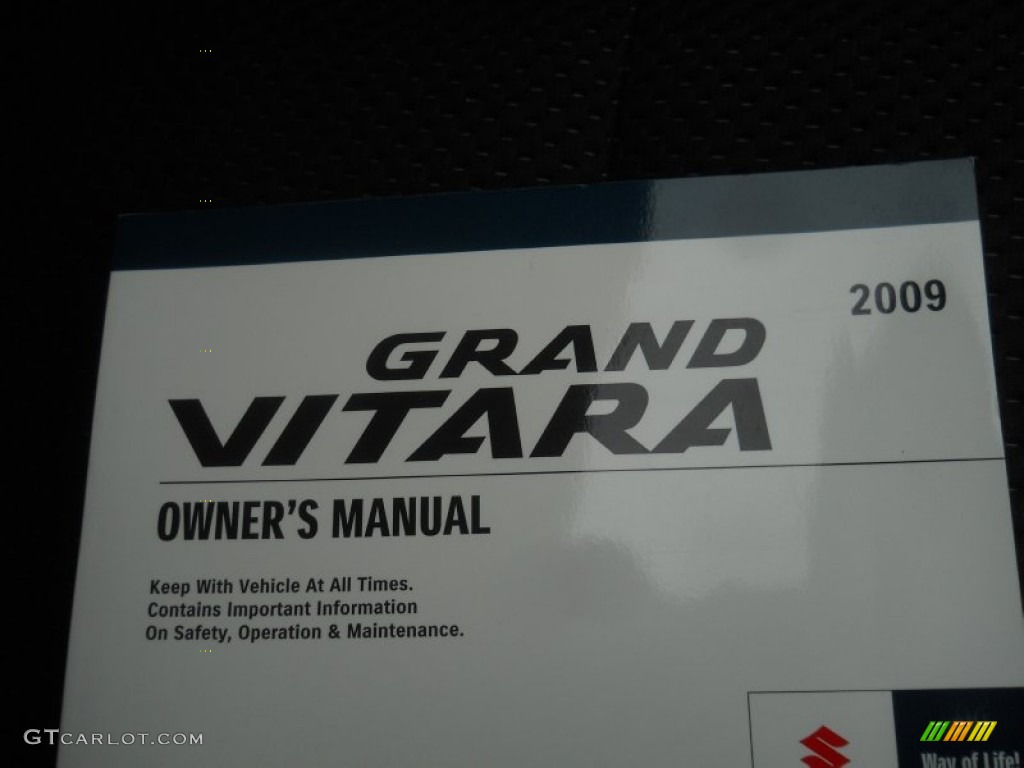 2009
GRAND
VITARA
OWNER'S MANUAL
Keep With Vehicle At All Times.
Contains Important Information
On Safety, Operation & Maintenance.
Way of Life!
GTCARLOT.COM